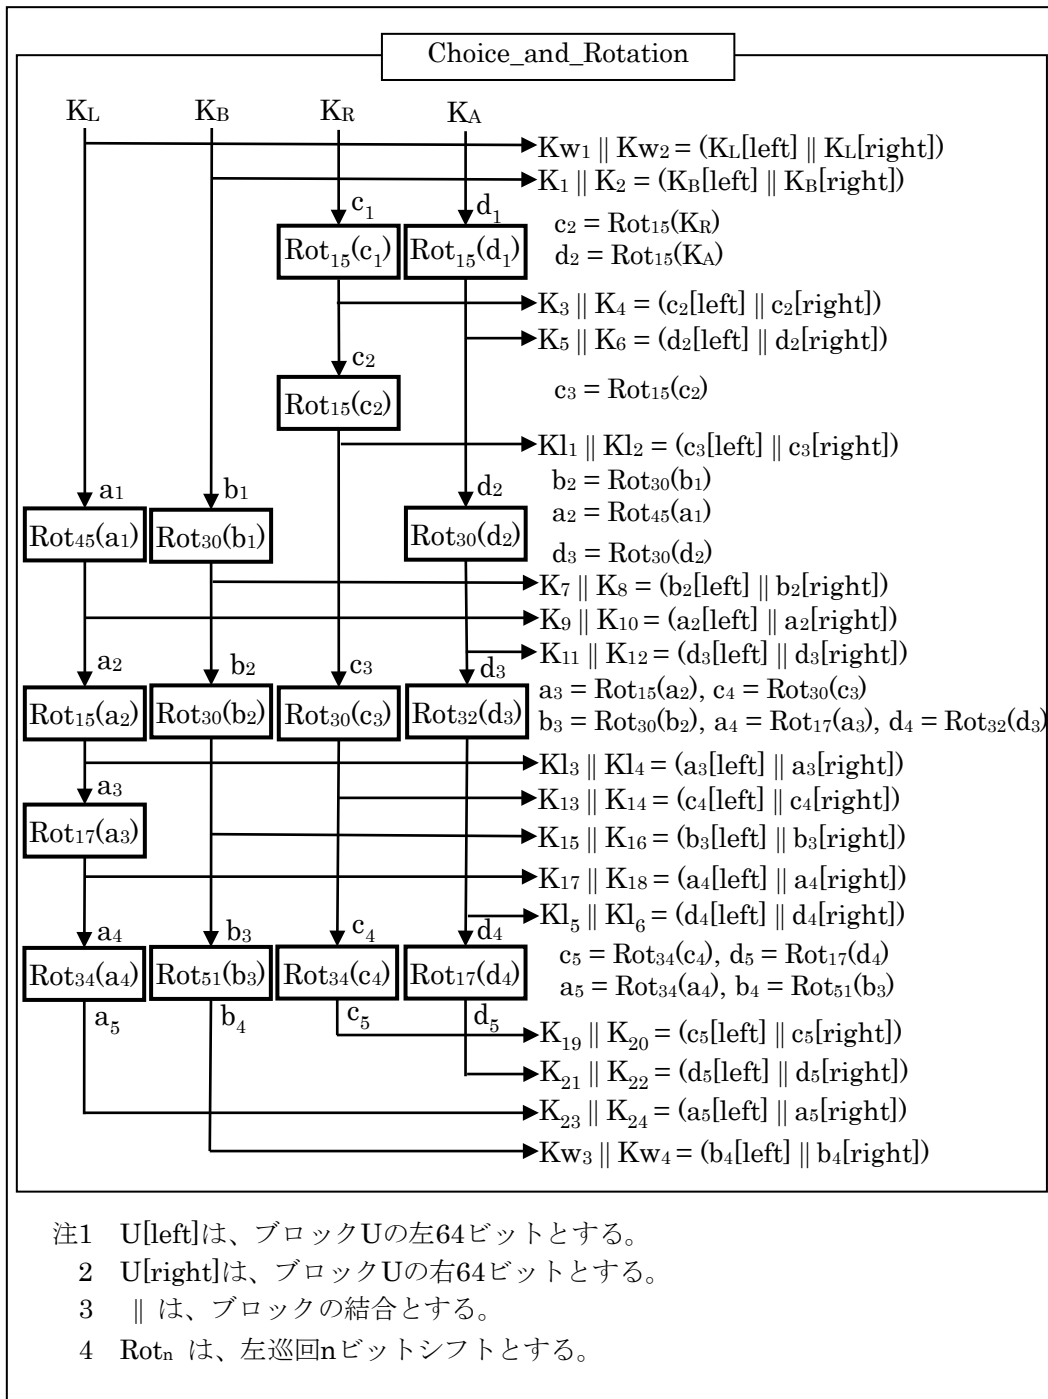 Choice_and_Rotation
K_L K_B K_R K_A
Kw₁ || Kw₂ = (K_L[left] || K_L[right])
K₁ || K₂ = (K_B[left] || K_B[right])
c₁ d₁ c₂ = Rot₁₅(K_R)
Rot₁₅(c₁) Rot₁₅(d₁) d₂ = Rot₁₅(K_A)
K₃ || K₄ = (c₂[left] || c₂[right])
K₅ || K₆ = (d₂[left] || d₂[right])
c₂
Rot₁₅(c₂) c₃ = Rot₁₅(c₂)
Kl₁ || Kl₂ = (c₃[left] || c₃[right])
a₁ b₁ d₂ b₂ = Rot₃₀(b₁)
a₂ = Rot₄₅(a₁)
Rot₄₅(a₁) Rot₃₀(b₁) Rot₃₀(d₂) d₃ = Rot₃₀(d₂)
K₇ || K₈ = (b₂[left] || b₂[right])
K₉ || K₁₀ = (a₂[left] || a₂[right])
K₁₁ || K₁₂ = (d₃[left] || d₃[right])
a₂ b₂ c₃ d₃
a₃ = Rot₁₅(a₂), c₄ = Rot₃₀(c₃)
Rot₁₅(a₂) Rot₃₀(b₂) Rot₃₀(c₃) Rot₃₂(d₃) b₃ = Rot₃₀(b₂), a₄ = Rot₁₇(a₃), d₄ = Rot₃₂(d₃)
Kl₃ || Kl₄ = (a₃[left] || a₃[right])
a₃ K₁₃ || K₁₄ = (c₄[left] || c₄[right])
Rot₁₇(a₃) K₁₅ || K₁₆ = (b₃[left] || b₃[right])
K₁₇ || K₁₈ = (a₄[left] || a₄[right])
Kl₅ || Kl₆ = (d₄[left] || d₄[right])
a₄ b₃ c₄ d₄ c₅ = Rot₃₄(c₄), d₅ = Rot₁₇(d₄)
Rot₃₄(a₄) Rot₅₁(b₃) Rot₃₄(c₄) Rot₁₇(d₄) a₅ = Rot₃₄(a₄), b₄ = Rot₅₁(b₃)
a₅ b₄ c₅ d₅
K₁₉ || K₂₀ = (c₅[left] || c₅[right])
K₂₁ || K₂₂ = (d₅[left] || d₅[right])
K₂₃ || K₂₄ = (a₅[left] || a₅[right])
Kw₃ || Kw₄ = (b₄[left] || b₄[right])
注1 U[left]は、ブロックUの左64ビットとする。
2 U[right]は、ブロックUの右64ビットとする。
3 || は、ブロックの結合とする。
4 Rotₙ は、左巡回nビットシフトとする。